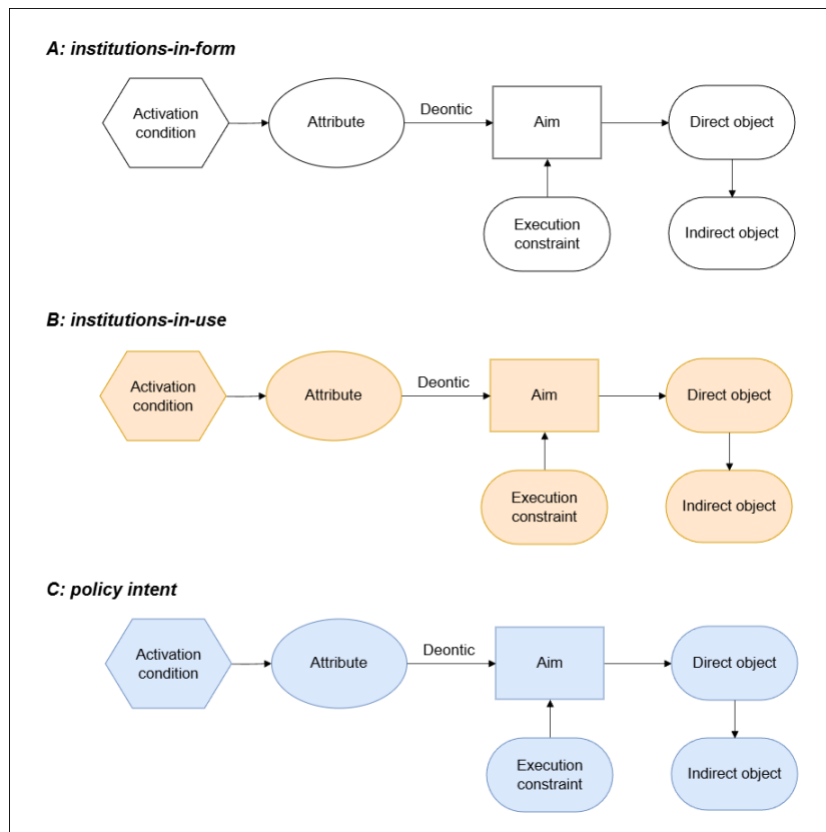 A: institutions-in-form
Activation
condition
Attribute
Deontic
Aim
Direct object
Execution
constraint
Indirect object
B: institutions-in-use
Activation
condition
Attribute
Deontic
Aim
Direct object
Execution
constraint
Indirect object
C: policy intent
Activation
condition
Attribute
Deontic
Aim
Direct object
Execution
constraint
Indirect object